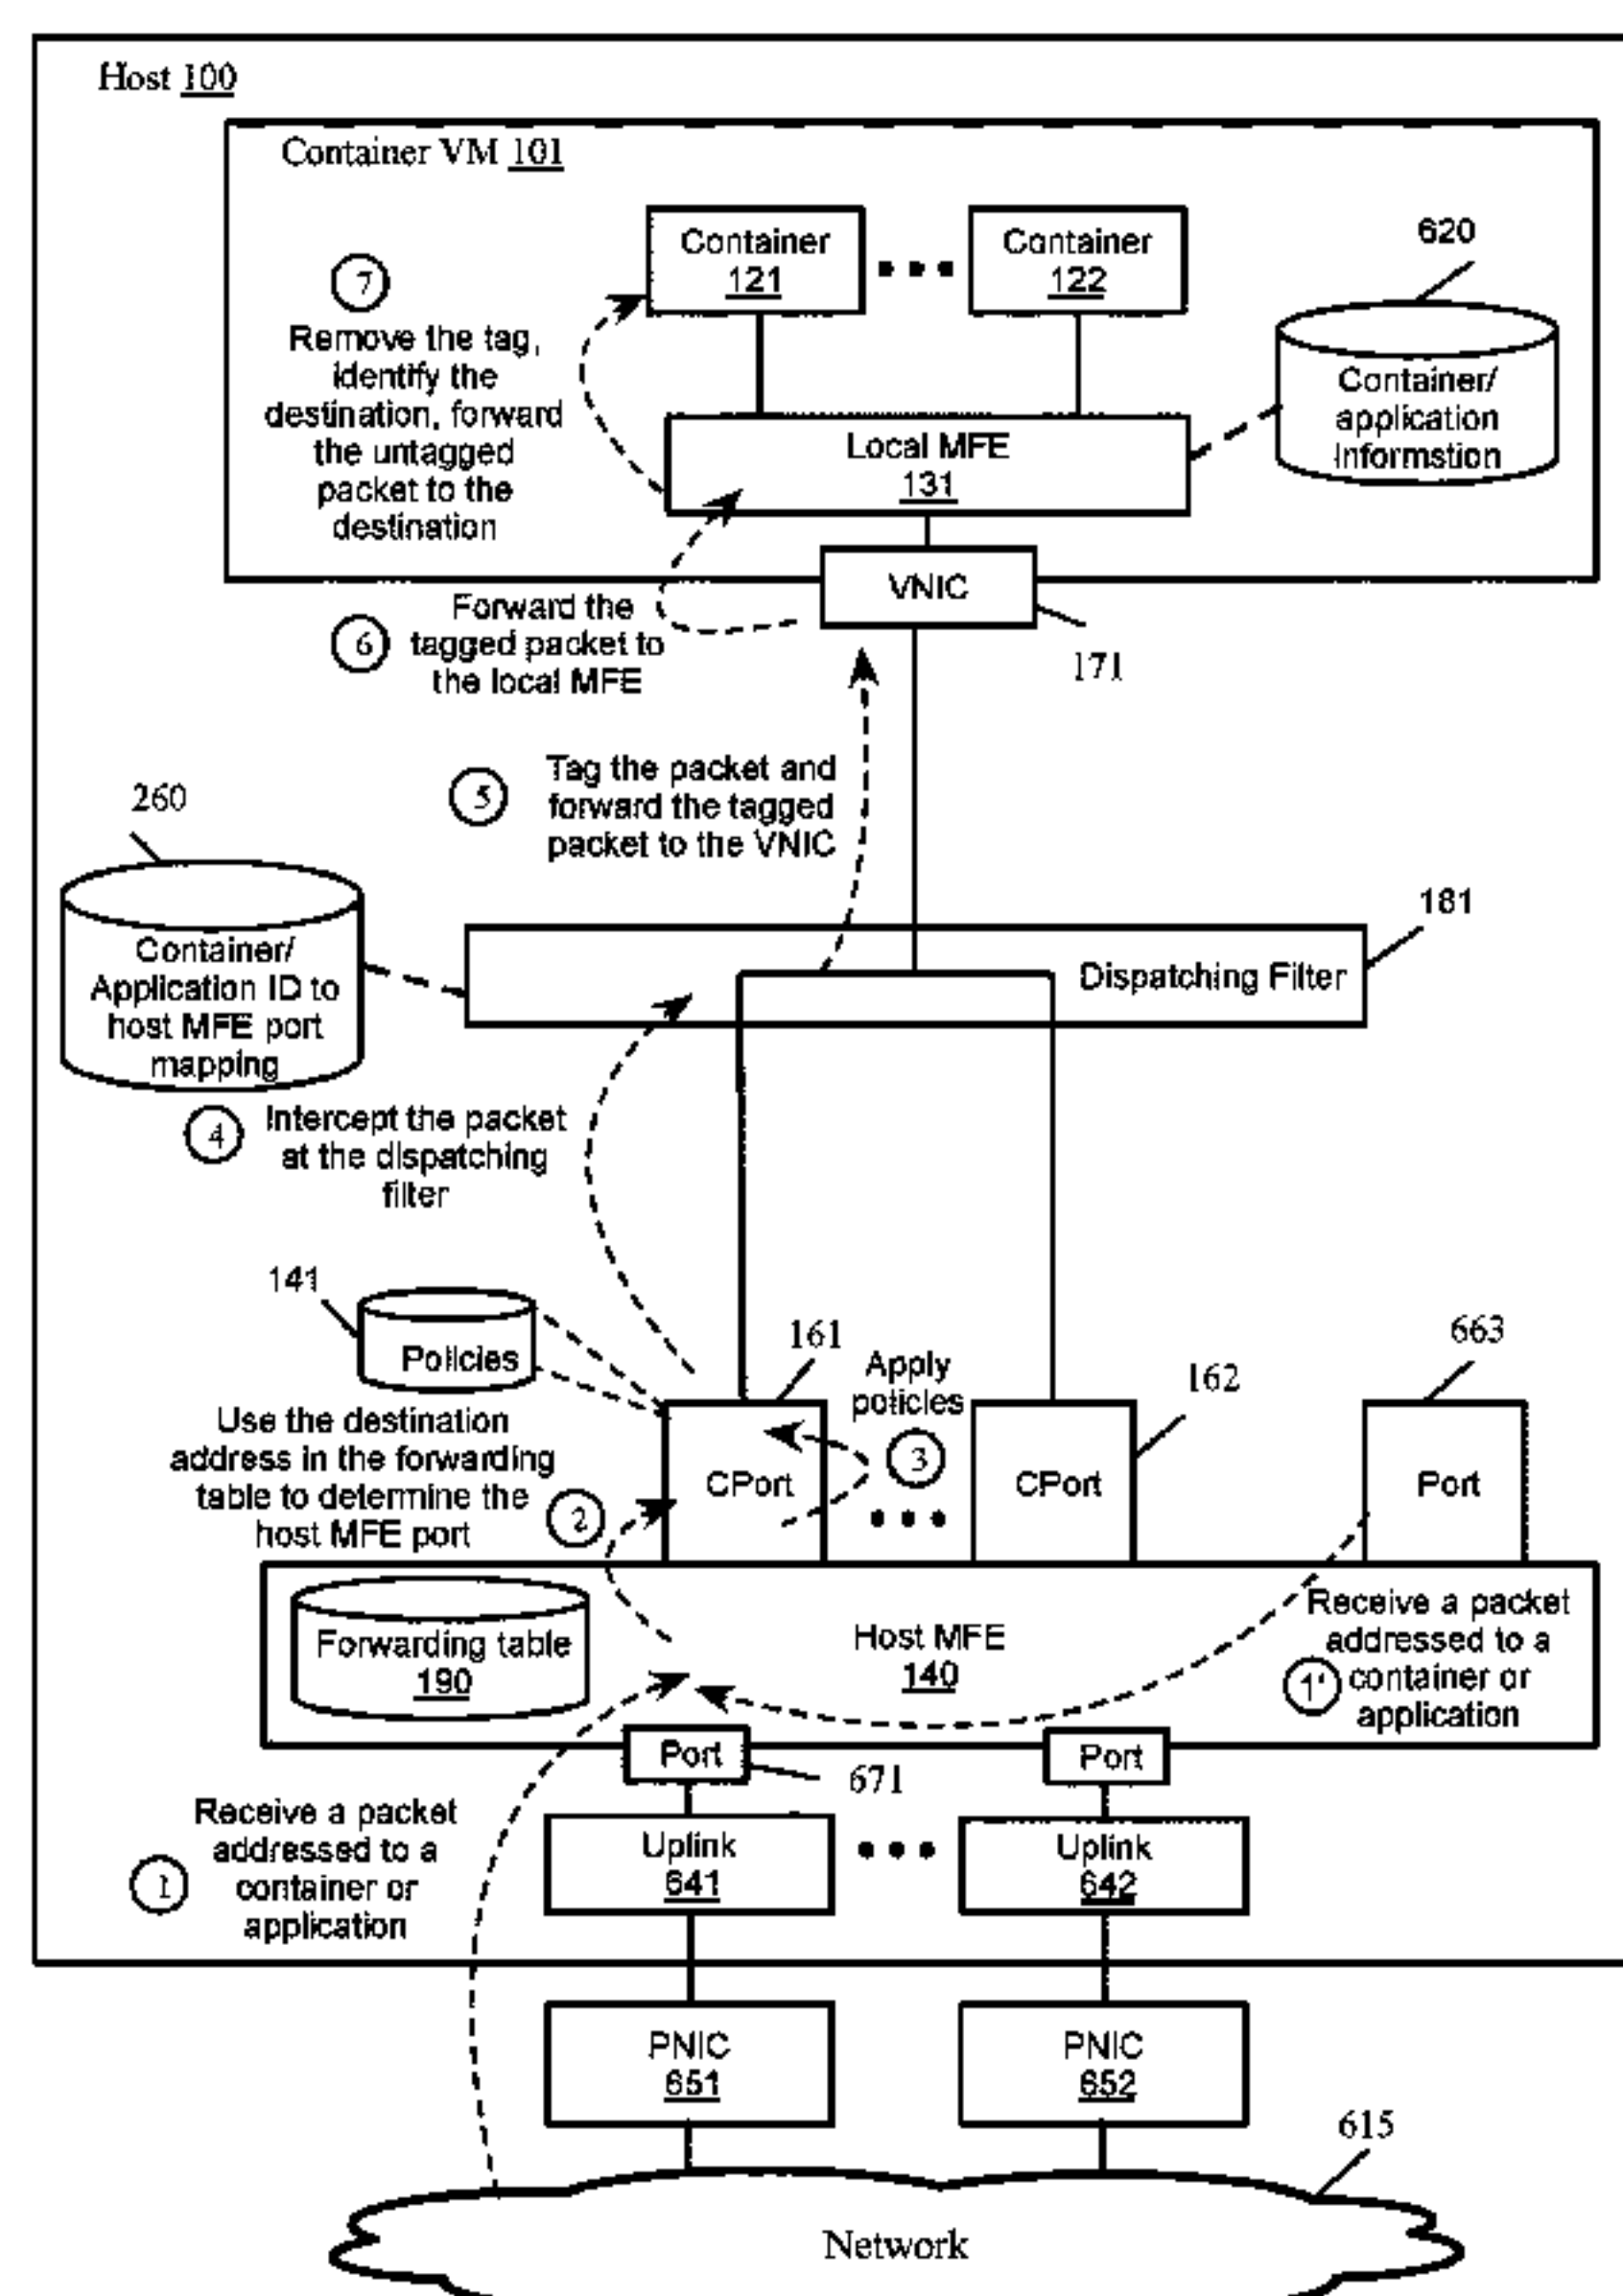 Host 100
Container VM 101
Container
121
Container
122
620
7
Remove the tag,
identify the
destination, forward
the untagged
packet to the
destination
Container/
application
Informstion
Local MFE
131
VNIC
171
6
Forward the
tagged packet to
the local MFE
5
Tag the packet and
forward the tagged
packet to the VNIC
260
Container/
Application ID to
host MFE port
mapping
181
Dispatching Filter
4
Intercept the packet
at the dispatching
filter
141
Policies
161
Apply
policies
3
162
663
Use the destination
address in the forwarding
table to determine the
host MFE port
2
CPort
CPort
Port
Forwarding table
190
Host MFE
140
Receive a packet
addressed to a
container or
application
1'
Port
671
Port
1
Receive a packet
addressed to a
container or
application
Uplink
641
Uplink
642
PNIC
651
PNIC
652
615
Network